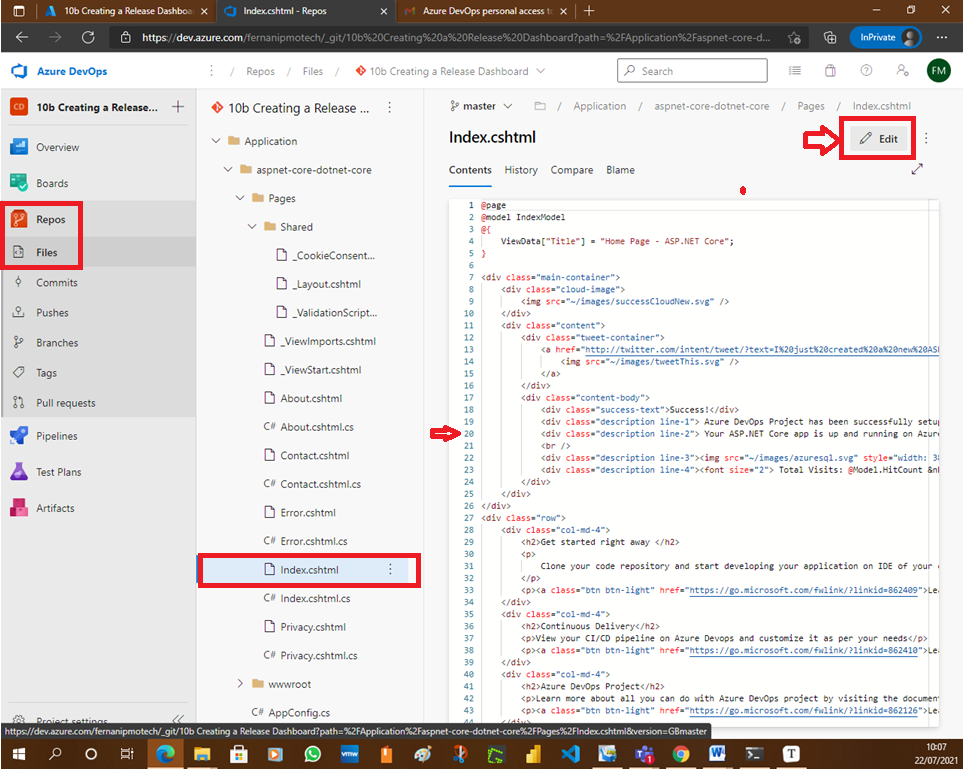 10b Creating a Release Dashboa
Index.cshtml - Repos
Azure DevOps personal access to
https://dev.azure.com/fernanipmotech/_git/10b%20Creating%20a%20Release%20Dashboard?path=%2FApplication%2Faspnet-core-d...
InPrivate
Azure DevOps
/ Repos / Files / 10b Creating a Release Dashboard
Search
FM
CD 10b Creating a Release...
Overview
Boards
Repos
Files
Commits
Pushes
Branches
Tags
Pull requests
Pipelines
Test Plans
Artifacts
Project settings
10b Creating a Release ...
Application
aspnet-core-dotnet-core
Pages
Shared
_CookieConsent...
_Layout.cshtml
_ValidationScript...
_ViewImports.cshtml
_ViewStart.cshtml
About.cshtml
C# About.cshtml.cs
Contact.cshtml
C# Contact.cshtml.cs
Error.cshtml
C# Error.cshtml.cs
Index.cshtml
C# Index.cshtml.cs
Privacy.cshtml
C# Privacy.cshtml.cs
wwwroot
C# AppConfig.cs
master / Application / aspnet-core-dotnet-core / Pages / Index.cshtml
Index.cshtml
Edit
Contents History Compare Blame
1 @page
2 @model IndexModel
3 @{
4 ViewData["Title"] = "Home Page - ASP.NET Core";
5 }
6
7 <div class="main-container">
8 <div class="cloud-image">
9 <img src="~/images/successCloudNew.svg" />
10 </div>
11 <div class="content">
12 <div class="tweet-container">
13 <a href="http://twitter.com/intent/tweet/?text=I%20just%20created%20a%20new%20AS
14 <img src="~/images/tweetThis.svg" />
15 </a>
16 </div>
17 <div class="content-body">
18 <div class="success-text">Success!</div>
19 <div class="description line-1"> Azure DevOps Project has been successfully setup
20 <div class="description line-2"> Your ASP.NET Core app is up and running on Azur
21 <br />
22 <div class="description line-3"><img src="~/images/azuresql.svg" style="width: 38
23 <div class="description line-4"><font size="2"> Total Visits: @Model.HitCount &n
24 </div>
25 </div>
26 </div>
27 <div class="row">
28 <div class="col-md-4">
29 <h2>Get started right away </h2>
30 <p>
31 Clone your code repository and start developing your application on IDE of your
32 </p>
33 <p><a class="btn btn-light" href="https://go.microsoft.com/fwlink/?linkid=862409">Lea
34 </div>
35 <div class="col-md-4">
36 <h2>Continuous Delivery</h2>
37 <p>View your CI/CD pipeline on Azure Devops and customize it as per your needs</p>
38 <p><a class="btn btn-light" href="https://go.microsoft.com/fwlink/?linkid=862410">Lea
39 </div>
40 <div class="col-md-4">
41 <h2>Azure DevOps Project</h2>
42 <p>Learn more about all you can do with Azure DevOps project by visiting the document
43 <p><a class="btn btn-light" href="https://go.microsoft.com/fwlink/?linkid=862126">Lea
44 </div>
https://dev.azure.com/fernanipmotech/_git/10b Creating a Release Dashboard?path=%2FApplication%2Faspnet-core-dotnet-core%2FPages%2FIndex.cshtml&version=GBmaster
vmw
10:07
22/07/2021